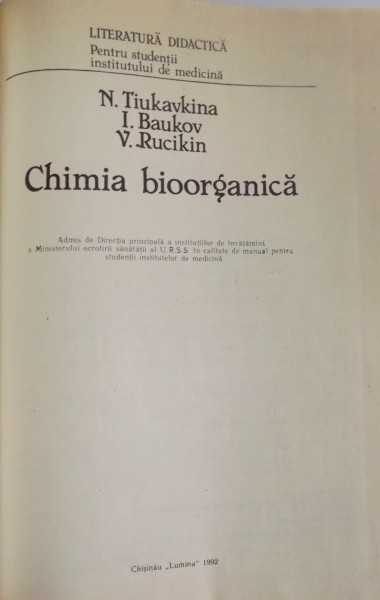 LITERATURĂ DIDACTICĂ
Pentru studenții
institutului de medicină
N. Tiukavkina
I. Baukov
V. Rucikin
Chimia bioorganică
Admis de Direcția principală a instituțiilor de învățămînt
a Ministerului ocrotirii sănătății al U.R.S.S. în calitate de manual pentru
studenții institutelor de medicină
Chișinău „Lumina" 1992